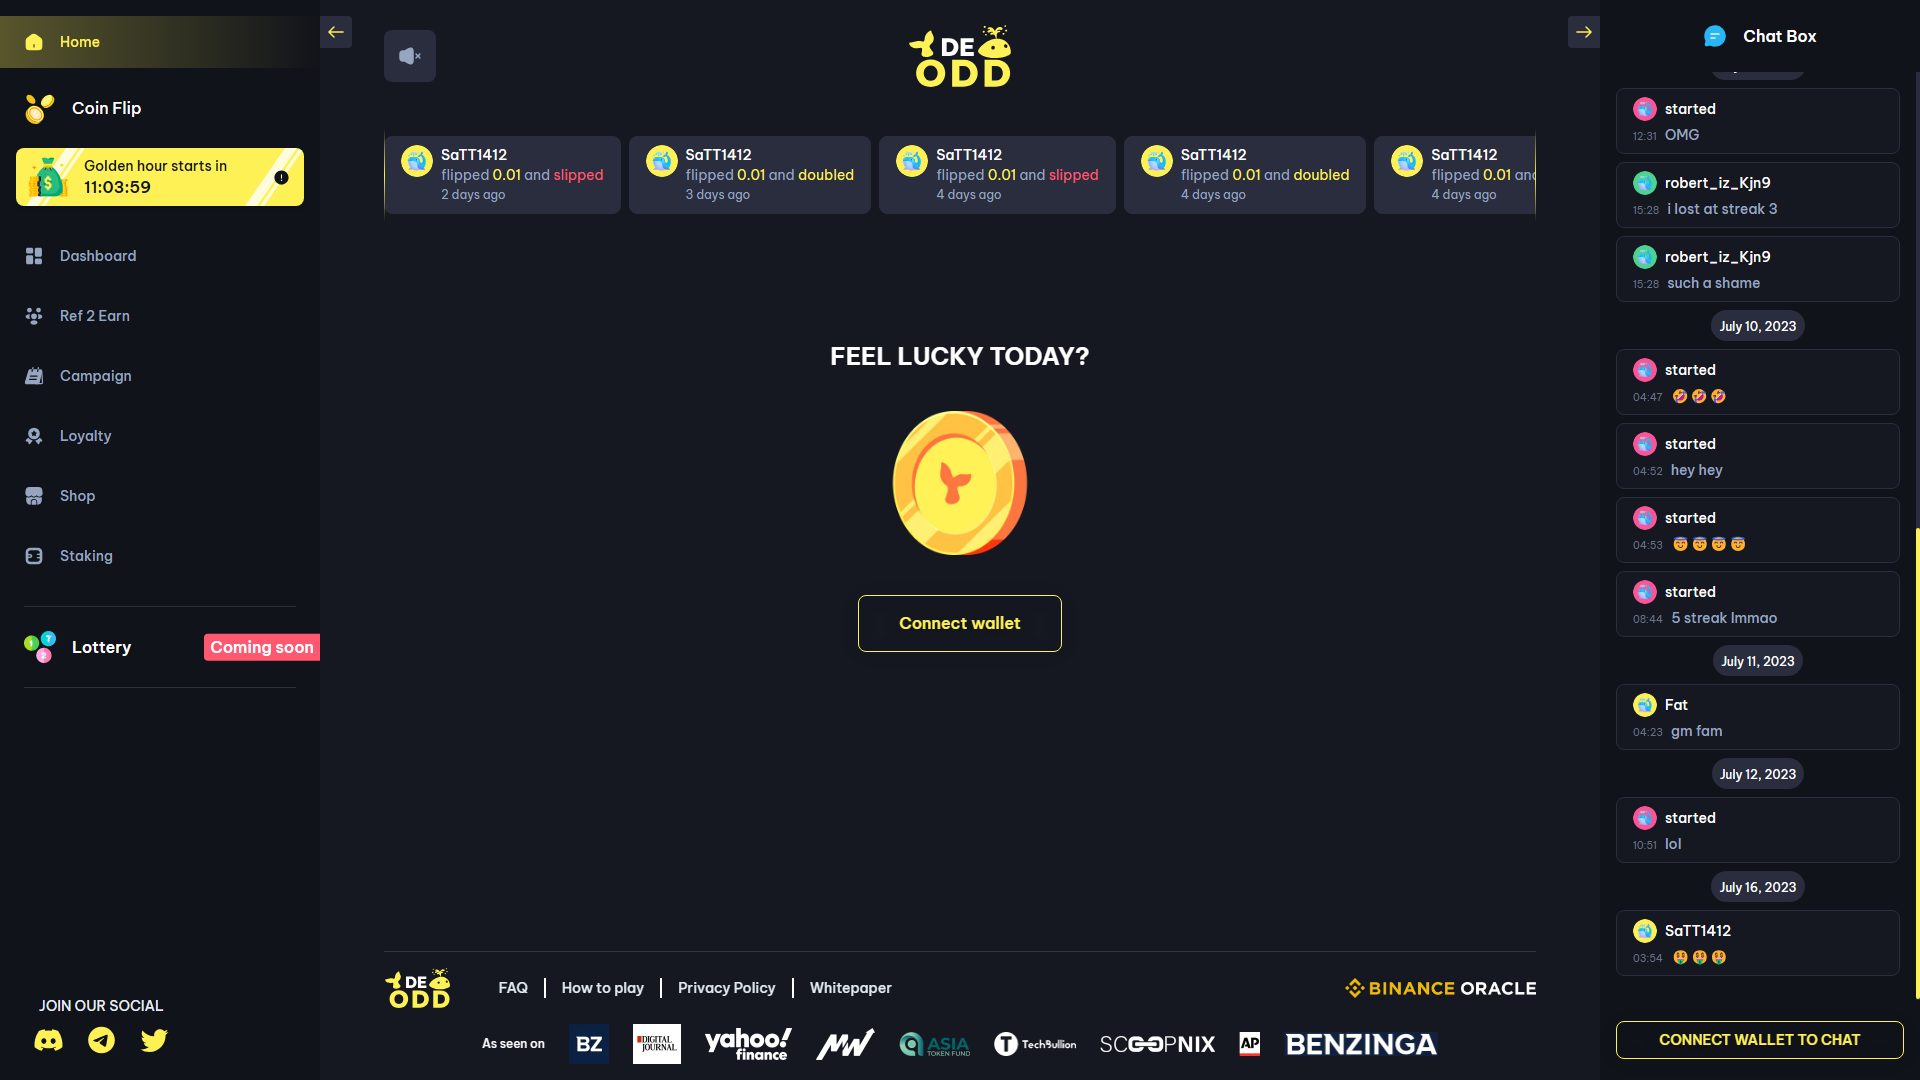 Home
Coin Flip
Golden hour starts in
11:03:59
Dashboard
Ref 2 Earn
Campaign
Loyalty
Shop
Staking
Lottery
Coming soon
JOIN OUR SOCIAL
DE
ODD
SaTT1412
flipped 0.01 and slipped
2 days ago
SaTT1412
flipped 0.01 and doubled
3 days ago
SaTT1412
flipped 0.01 and slipped
4 days ago
SaTT1412
flipped 0.01 and doubled
4 days ago
SaTT1412
flipped 0.01 and
4 days ago
FEEL LUCKY TODAY?
Connect wallet
DE
ODD
FAQ
How to play
Privacy Policy
Whitepaper
BINANCE ORACLE
As seen on
BZ
DIGITAL
JOURNAL
yahoo!
finance
MW
ASIA
TOKEN FUND
TechBullion
SCOOPNIX
AP
BENZINGA
Chat Box
started
12:31 OMG
robert_iz_Kjn9
15:28 i lost at streak 3
robert_iz_Kjn9
15:28 such a shame
July 10, 2023
started
04:47 🤣 🤣 🤣
started
04:52 hey hey
started
04:53 😇 😇 😇 😇
started
08:44 5 streak lmmao
July 11, 2023
Fat
04:23 gm fam
July 12, 2023
started
10:51 lol
July 16, 2023
SaTT1412
03:54 🤑 🤑 🤑
CONNECT WALLET TO CHAT